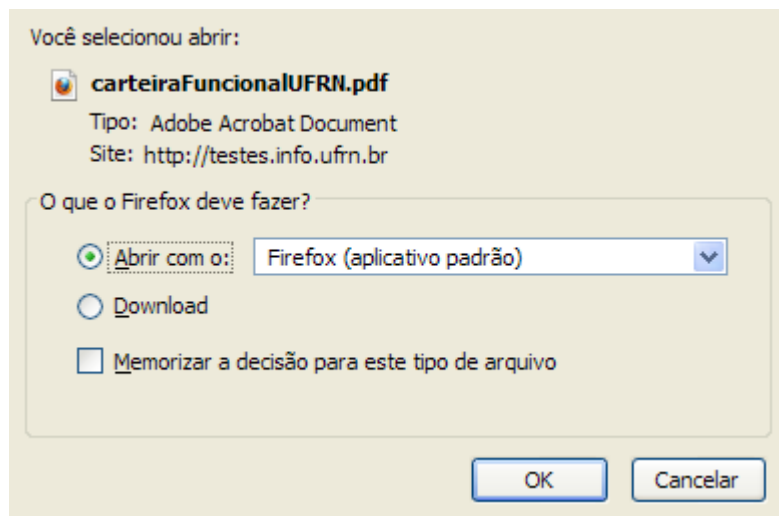 Você selecionou abrir:
carteiraFuncionalUFRN.pdf
Tipo: Adobe Acrobat Document
Site: http://testes.info.ufrn.br
O que o Firefox deve fazer?
Abrir com o: Firefox (aplicativo padrão)
Download
Memorizar a decisão para este tipo de arquivo
OK Cancelar